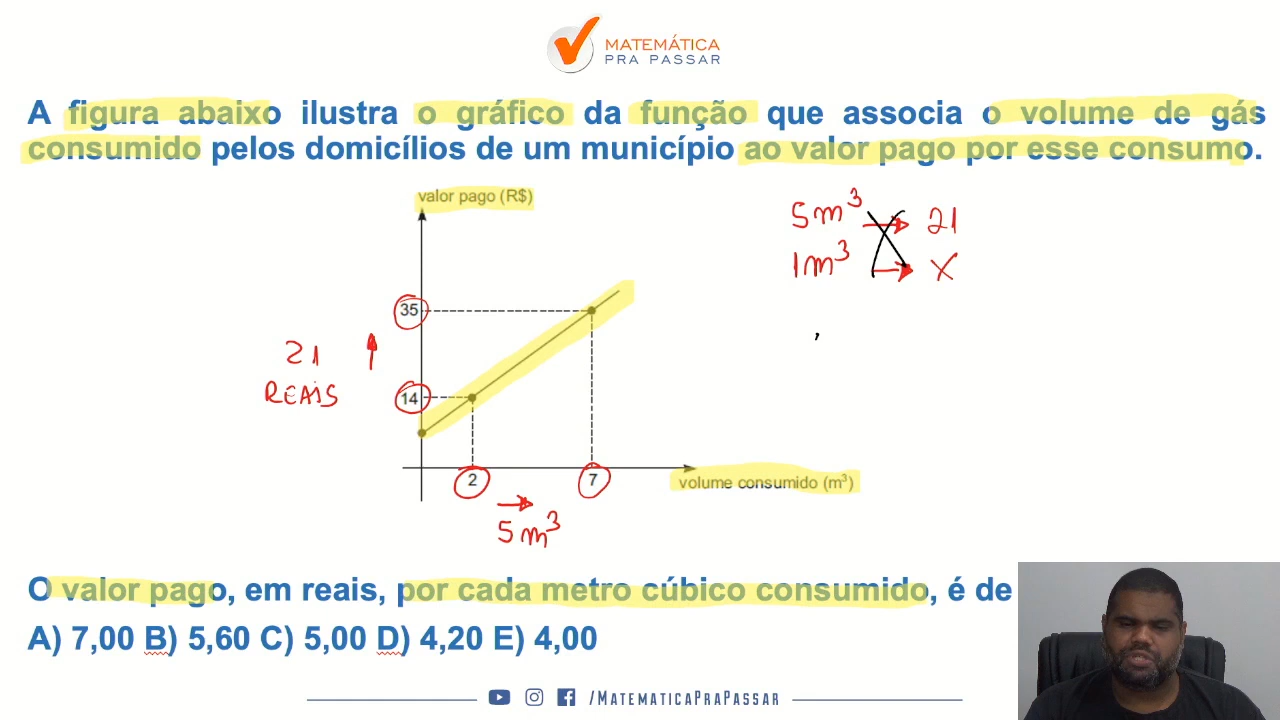 MATEMÁTICA
PRA PASSAR
A figura abaixo ilustra o gráfico da função que associa o volume de gás
consumido pelos domicílios de um município ao valor pago por esse consumo.
valor pago (R$)
5m³ → 21
1m³ → X
35
21
REAIS
14
2
7
volume consumido (m³)
5m³
O valor pago, em reais, por cada metro cúbico consumido, é de
A) 7,00 B) 5,60 C) 5,00 D) 4,20 E) 4,00
/MATEMATICAPRAPASSAR